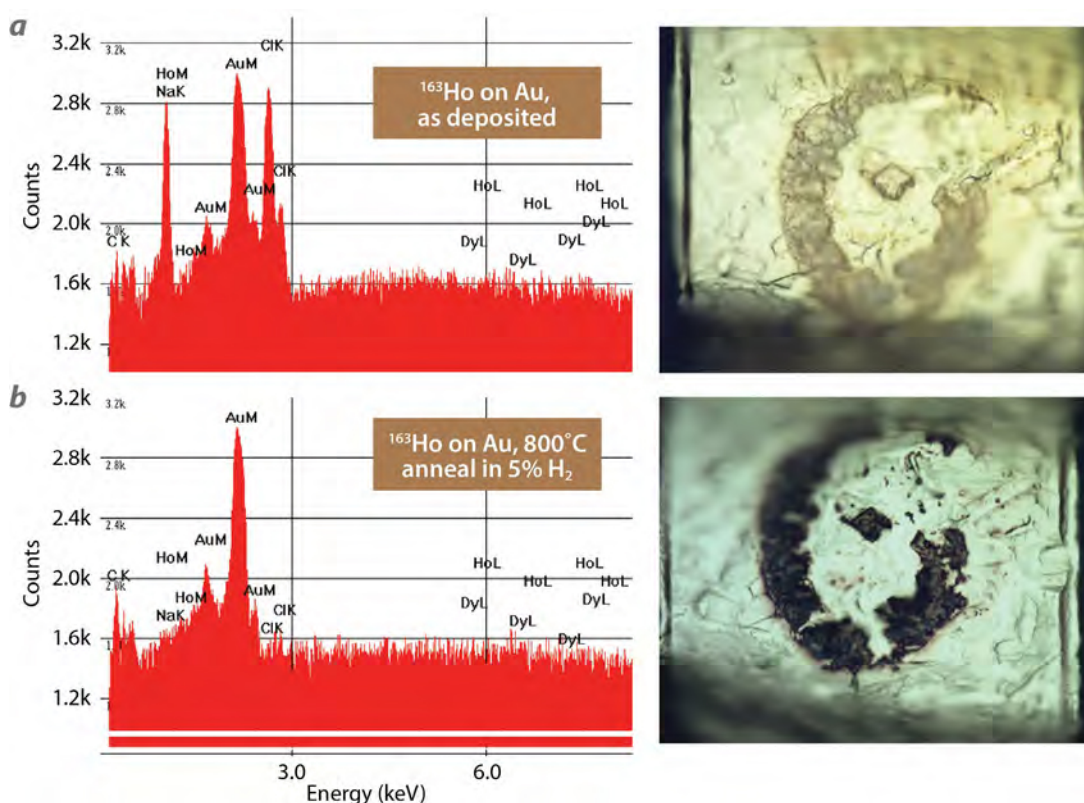 a
3.2k
2.8k
2.4k
2.0k
1.6k
1.2k
Counts
3.2k
2.8k
2.4k
2.0k
HoM
NaK
AuM
ClK
AuM
AuM
ClK
C K
HoM
HoL
HoL
HoL
HoL
DyL
DyL
DyL
DyL
163Ho on Au,
as deposited
b
3.2k
2.8k
2.4k
2.0k
1.6k
1.2k
Counts
3.2k
2.8k
2.4k
2.0k
AuM
AuM
HoM
C K
HoM
NaK
AuM
ClK
ClK
HoL
HoL
HoL
HoL
DyL
DyL
DyL
DyL
163Ho on Au, 800˚C
anneal in 5% H2
3.0
6.0
Energy (keV)